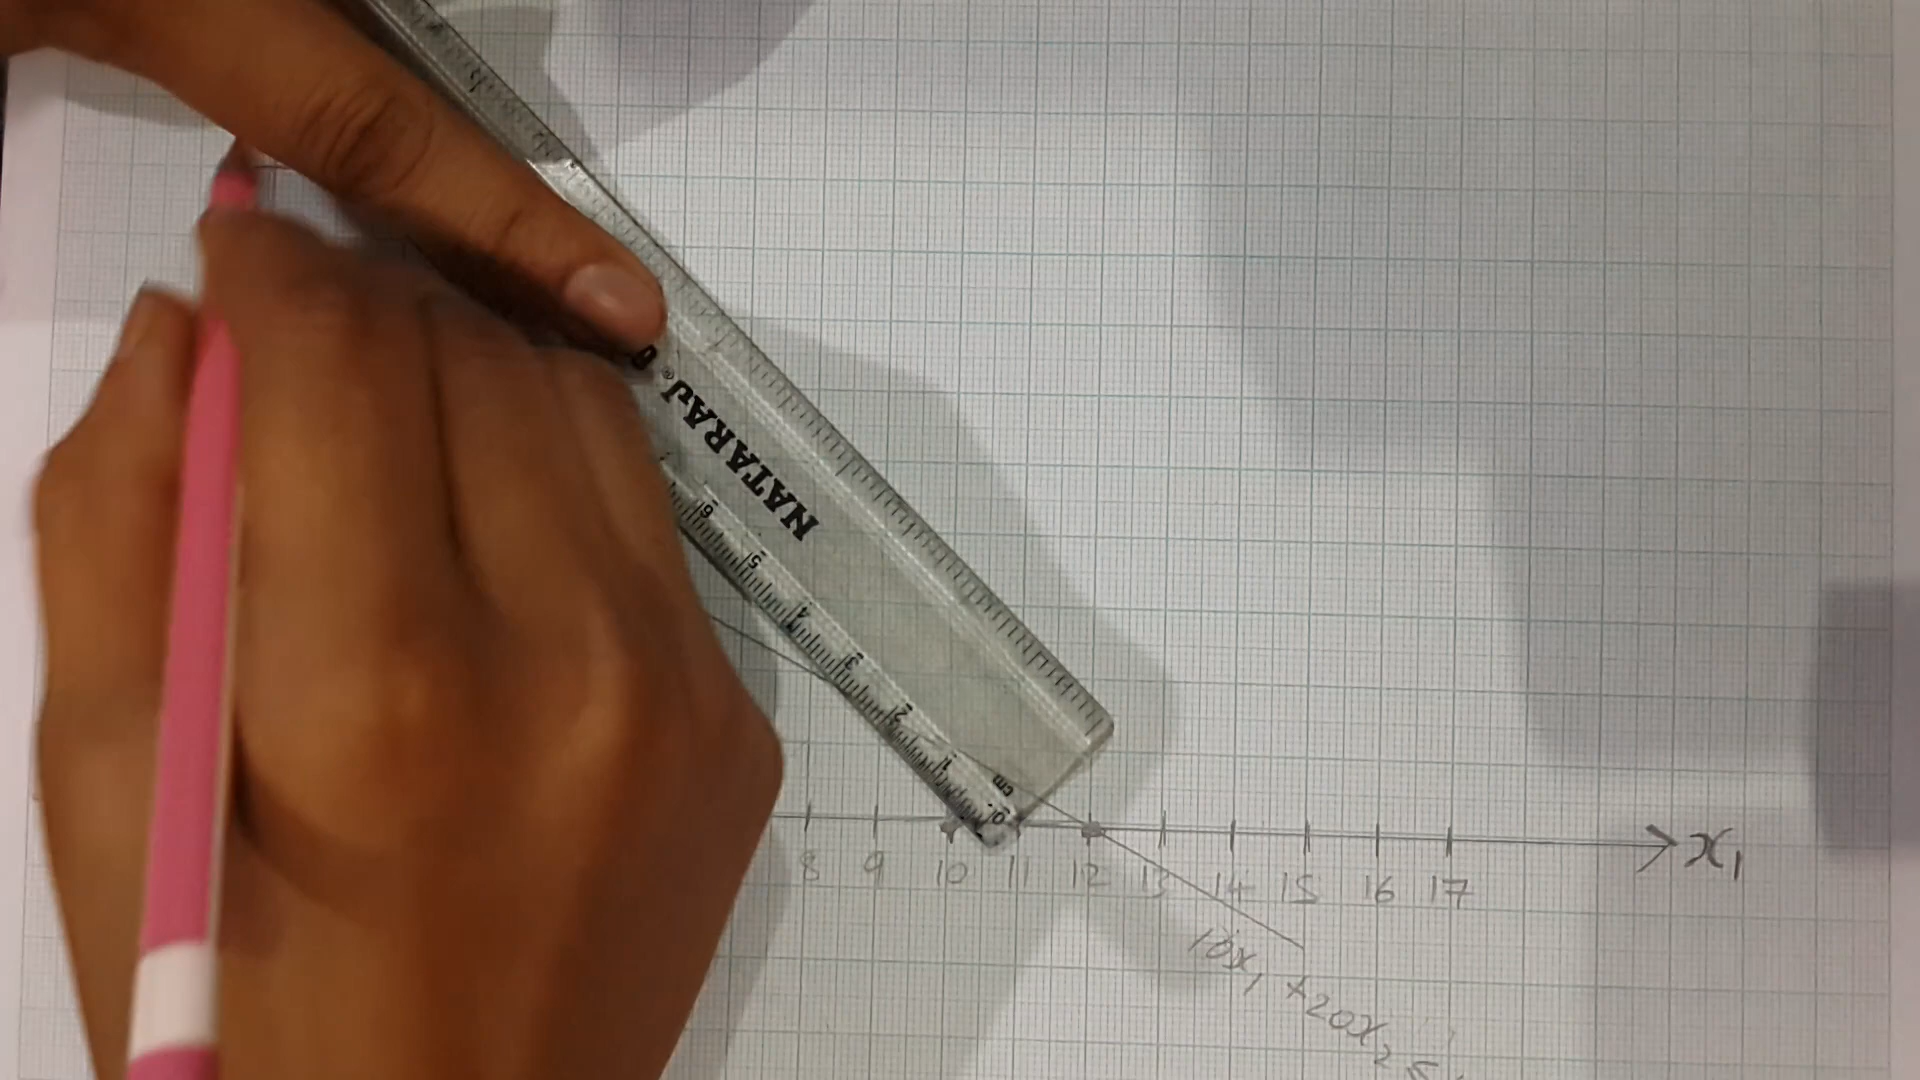 NATARAJ
6 5 4 3 2 1 0
cm
8 9 10 11 12 13 14 15 16 17
x₁
10x₁ + 20x₂ ≤